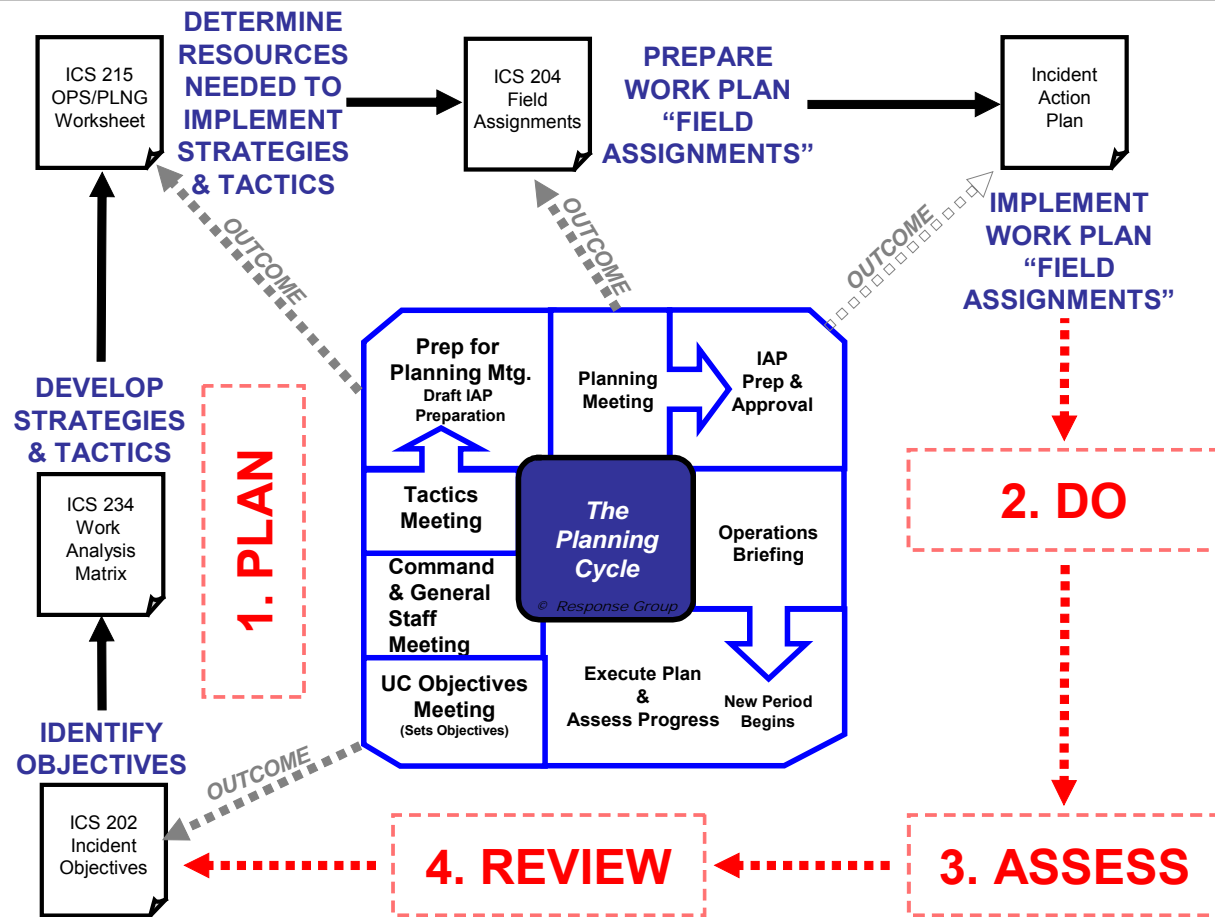 ICS 215
OPS/PLNG
Worksheet
DETERMINE
RESOURCES
NEEDED TO
IMPLEMENT
STRATEGIES
& TACTICS
ICS 204
Field
Assignments
PREPARE
WORK PLAN
“FIELD
ASSIGNMENTS”
Incident
Action
Plan
IMPLEMENT
WORK PLAN
“FIELD
ASSIGNMENTS”
OUTCOME
OUTCOME
OUTCOME
DEVELOP
STRATEGIES
& TACTICS
ICS 234
Work
Analysis
Matrix
1. PLAN
Prep for
Planning Mtg.
Draft IAP
Preparation
Planning
Meeting
IAP
Prep &
Approval
Tactics
Meeting
The
Planning
Cycle
© Response Group
Operations
Briefing
Command
& General
Staff
Meeting
UC Objectives
Meeting
(Sets Objectives)
Execute Plan
&
Assess Progress
New Period
Begins
2. DO
IDENTIFY
OBJECTIVES
OUTCOME
ICS 202
Incident
Objectives
4. REVIEW
3. ASSESS